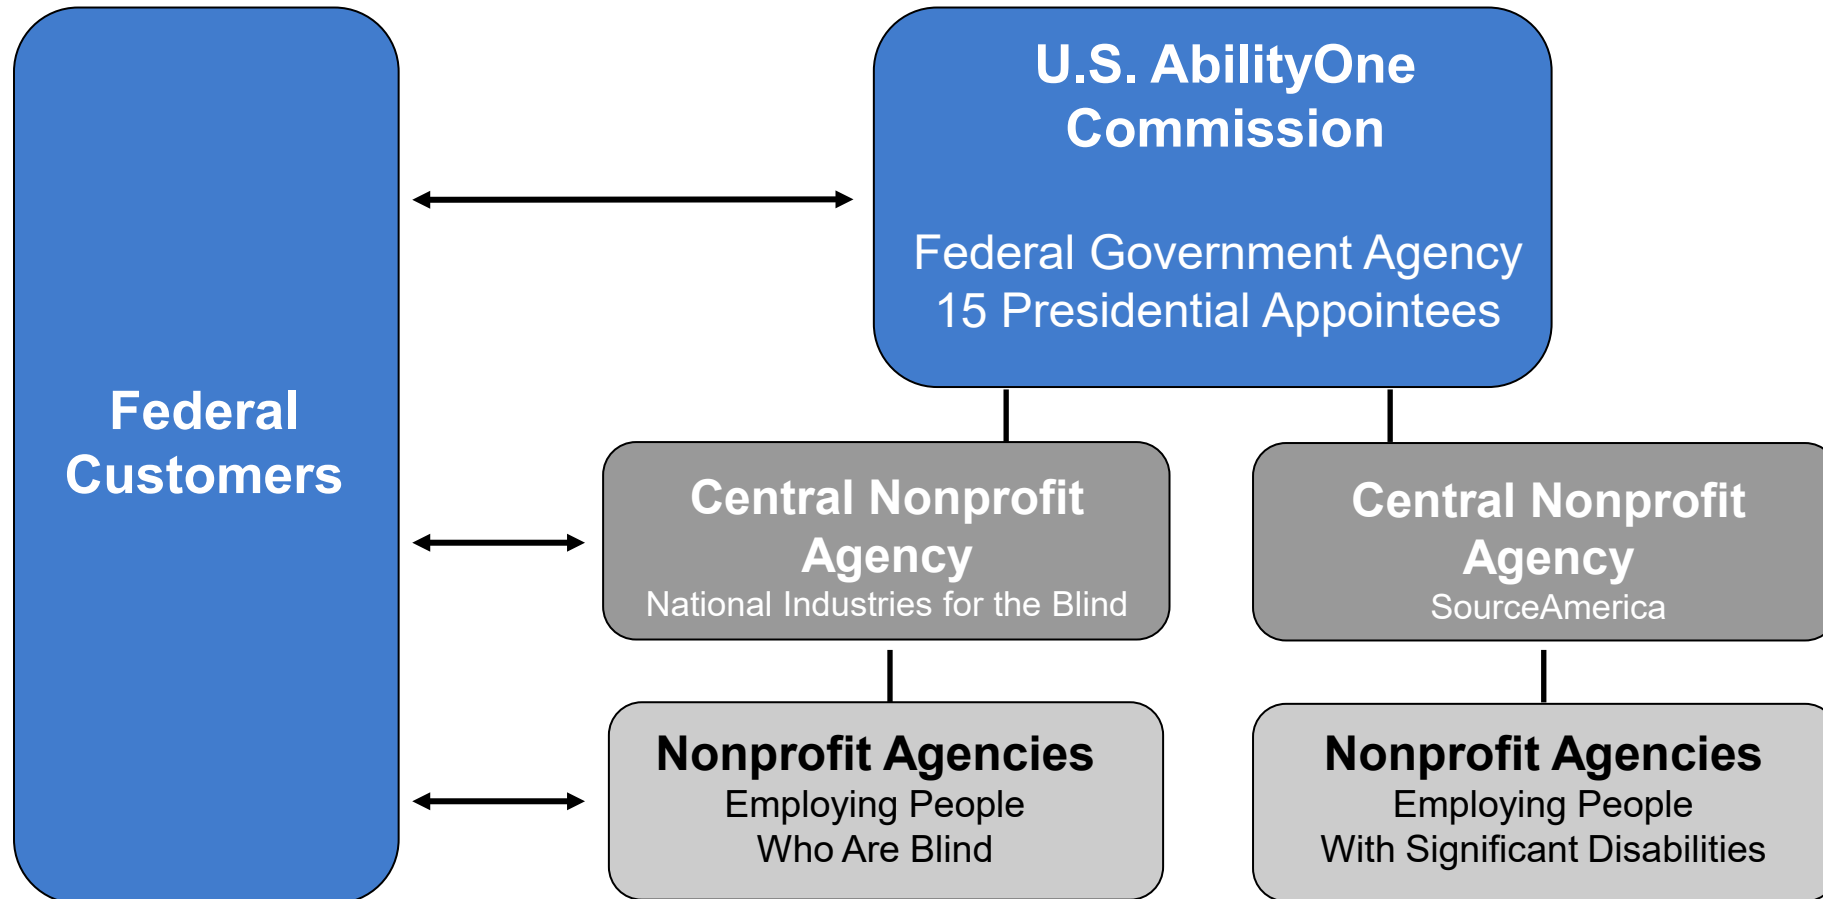 Federal
Customers
U.S. AbilityOne
Commission
Federal Government Agency
15 Presidential Appointees
Central Nonprofit
Agency
National Industries for the Blind
Central Nonprofit
Agency
SourceAmerica
Nonprofit Agencies
Employing People
Who Are Blind
Nonprofit Agencies
Employing People
With Significant Disabilities